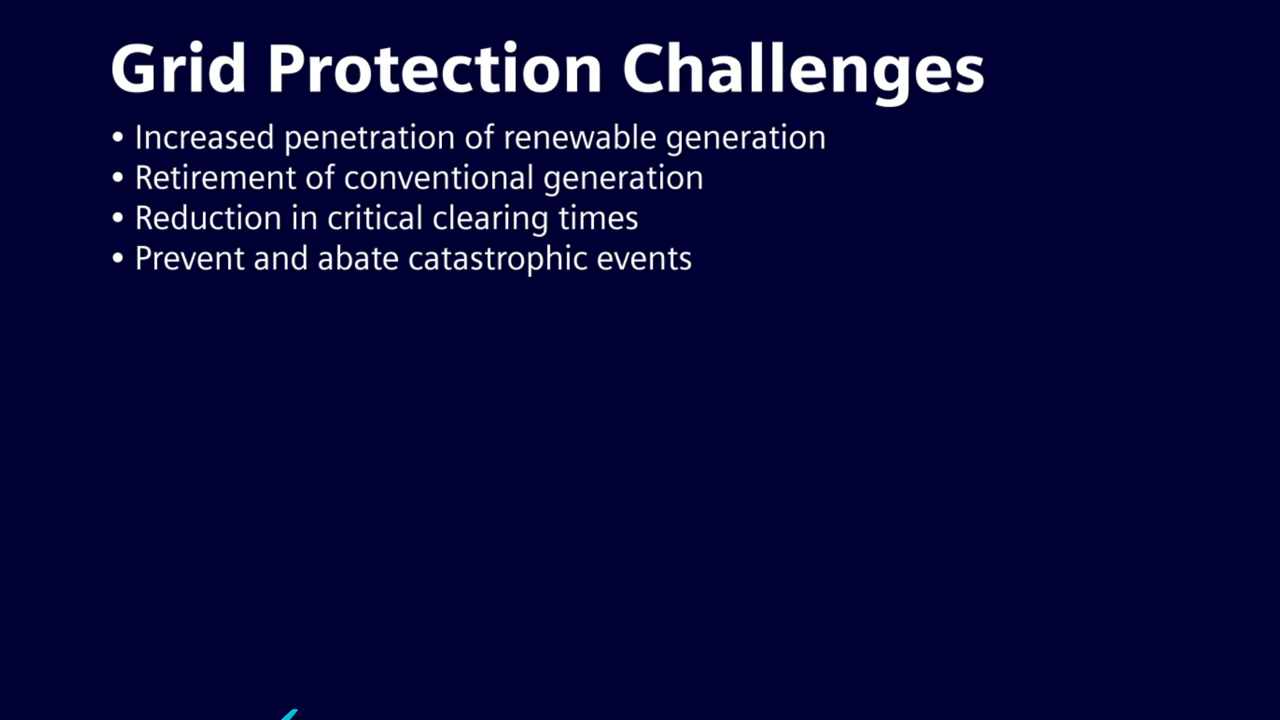 Grid Protection Challenges
• Increased penetration of renewable generation
• Retirement of conventional generation
• Reduction in critical clearing times
• Prevent and abate catastrophic events